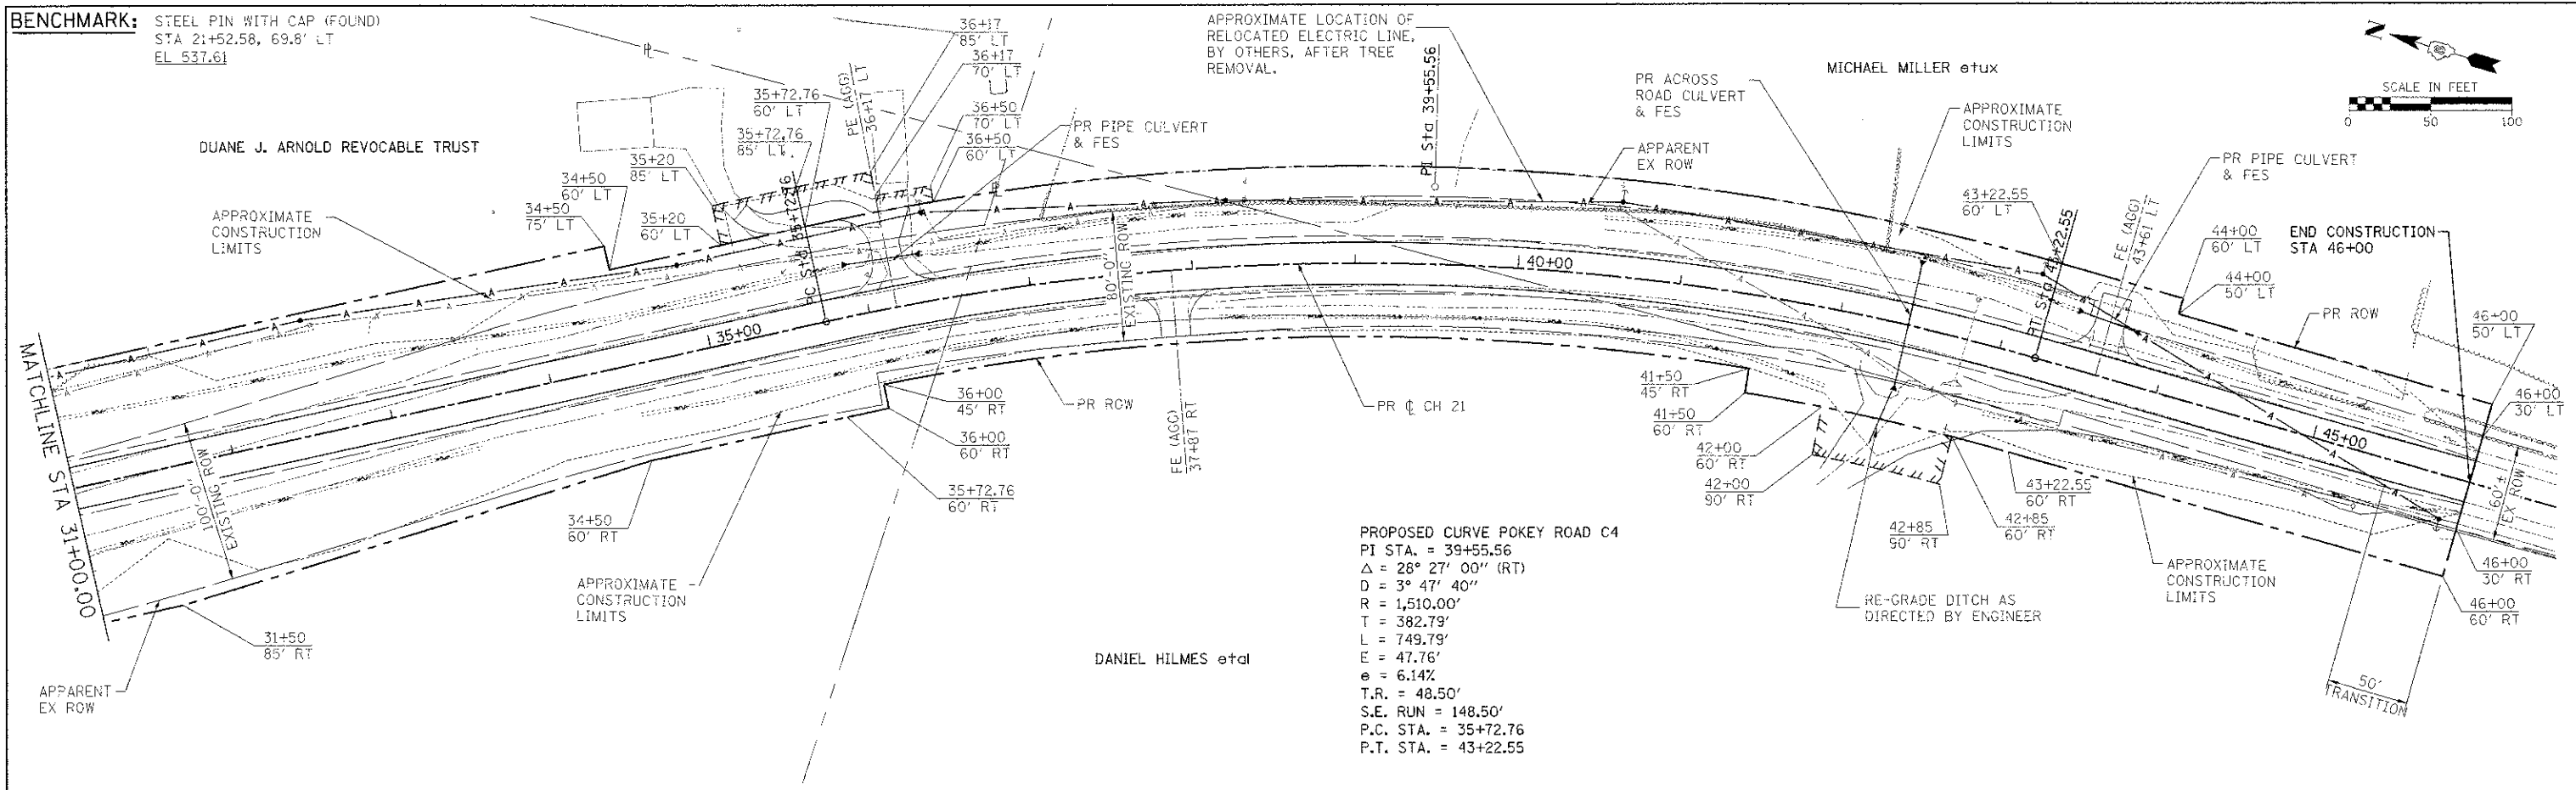 BENCHMARK:
STEEL PIN WITH CAP (FOUND)
STA 21+52.58, 69.8' LT
EL 537.61
DUANE J. ARNOLD REVOCABLE TRUST
APPROXIMATE
CONSTRUCTION
LIMITS
34+50
75' LT
34+50
60' LT
35+20
85' LT
35+20
60' LT
35+72.76
60' LT
35+72.76
85' LT
PC Sta 35+72.76
PE (AGG)
36+17 LT
36+17
85' LT
36+17
70' LT
36+50
70' LT
36+50
60' LT
PR PIPE CULVERT
& FES
APPROXIMATE LOCATION OF
RELOCATED ELECTRIC LINE,
BY OTHERS, AFTER TREE
REMOVAL.
PI Sta 39+55.56
PR ACROSS
ROAD CULVERT
& FES
APPARENT
EX ROW
MICHAEL MILLER etux
APPROXIMATE
CONSTRUCTION
LIMITS
N
SCALE IN FEET
0 50 100
PR PIPE CULVERT
& FES
43+22.55
60' LT
PT Sta 43+22.55
FE (AGG)
43+61 LT
44+00
60' LT
44+00
50' LT
END CONSTRUCTION
STA 46+00
PR ROW
46+00
50' LT
46+00
30' LT
MATCHLINE STA 31+00.00
100'-0"
EXISTING ROW
35+00
80'-0"
EXISTING ROW
40+00
45+00
60'±
EX ROW
36+00
45' RT
36+00
60' RT
35+72.76
60' RT
34+50
60' RT
31+50
85' RT
APPARENT
EX ROW
APPROXIMATE
CONSTRUCTION
LIMITS
PR ROW
FE (AGG)
37+87 RT
PR ℄ CH 21
41+50
45' RT
41+50
60' RT
42+00
60' RT
42+00
90' RT
42+85
90' RT
42+85
60' RT
43+22.55
60' RT
RE-GRADE DITCH AS
DIRECTED BY ENGINEER
APPROXIMATE
CONSTRUCTION
LIMITS
46+00
30' RT
46+00
60' RT
50'
TRANSITION
DANIEL HILMES etal
PROPOSED CURVE POKEY ROAD C4
PI STA. = 39+55.56
Δ = 28° 27' 00" (RT)
D = 3° 47' 40"
R = 1,510.00'
T = 382.79'
L = 749.79'
E = 47.76'
e = 6.14%
T.R. = 48.50'
S.E. RUN = 148.50'
P.C. STA. = 35+72.76
P.T. STA. = 43+22.55